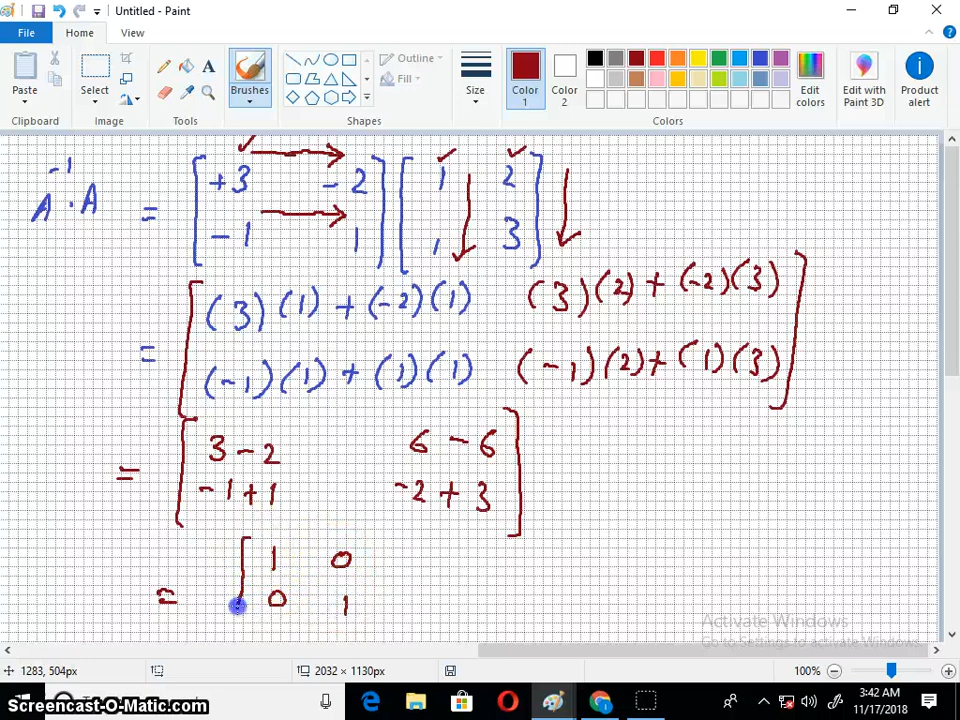 Untitled - Paint
File Home View
Paste Select Brushes Outline Fill Size Color 1 Color 2 Edit colors Edit with Paint 3D Product alert
Clipboard Image Tools Shapes Colors
A⁻¹ · A = [ +3 - 2 ] [ 1 2 ]
[ - 1 1 ] [ 1 3 ]
= [ (3)(1) + (-2)(1) (3)(2) + (-2)(3) ]
[ (-1)(1) + (1)(1) (-1)(2) + (1)(3) ]
= [ 3 - 2 6 - 6 ]
[ -1 + 1 -2 + 3 ]
= [ 1 0
0 1
Activate Windows
Go to Settings to activate Windows.
1283, 504px 2032 × 1130px 100%
Screencast-O-Matic.com
3:42 AM
11/17/2018